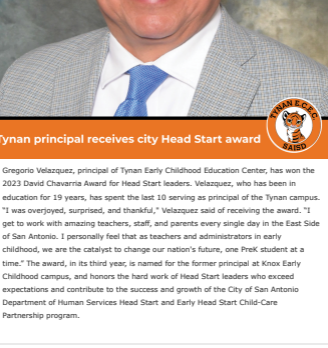 Tynan principal receives city Head Start award
TYNAN E.C.E.C.
SAISD
Gregorio Velazquez, principal of Tynan Early Childhood Education Center, has won the
2023 David Chavarria Award for Head Start leaders. Velazquez, who has been in
education for 19 years, has spent the last 10 serving as principal of the Tynan campus.
"I was overjoyed, surprised, and thankful," Velazquez said of receiving the award. "I
get to work with amazing teachers, staff, and parents every single day in the East Side
of San Antonio. I personally feel that as teachers and administrators in early
childhood, we are the catalyst to change our nation's future, one PreK student at a
time." The award, in its third year, is named for the former principal at Knox Early
Childhood campus, and honors the hard work of Head Start leaders who exceed
expectations and contribute to the success and growth of the City of San Antonio
Department of Human Services Head Start and Early Head Start Child-Care
Partnership program.